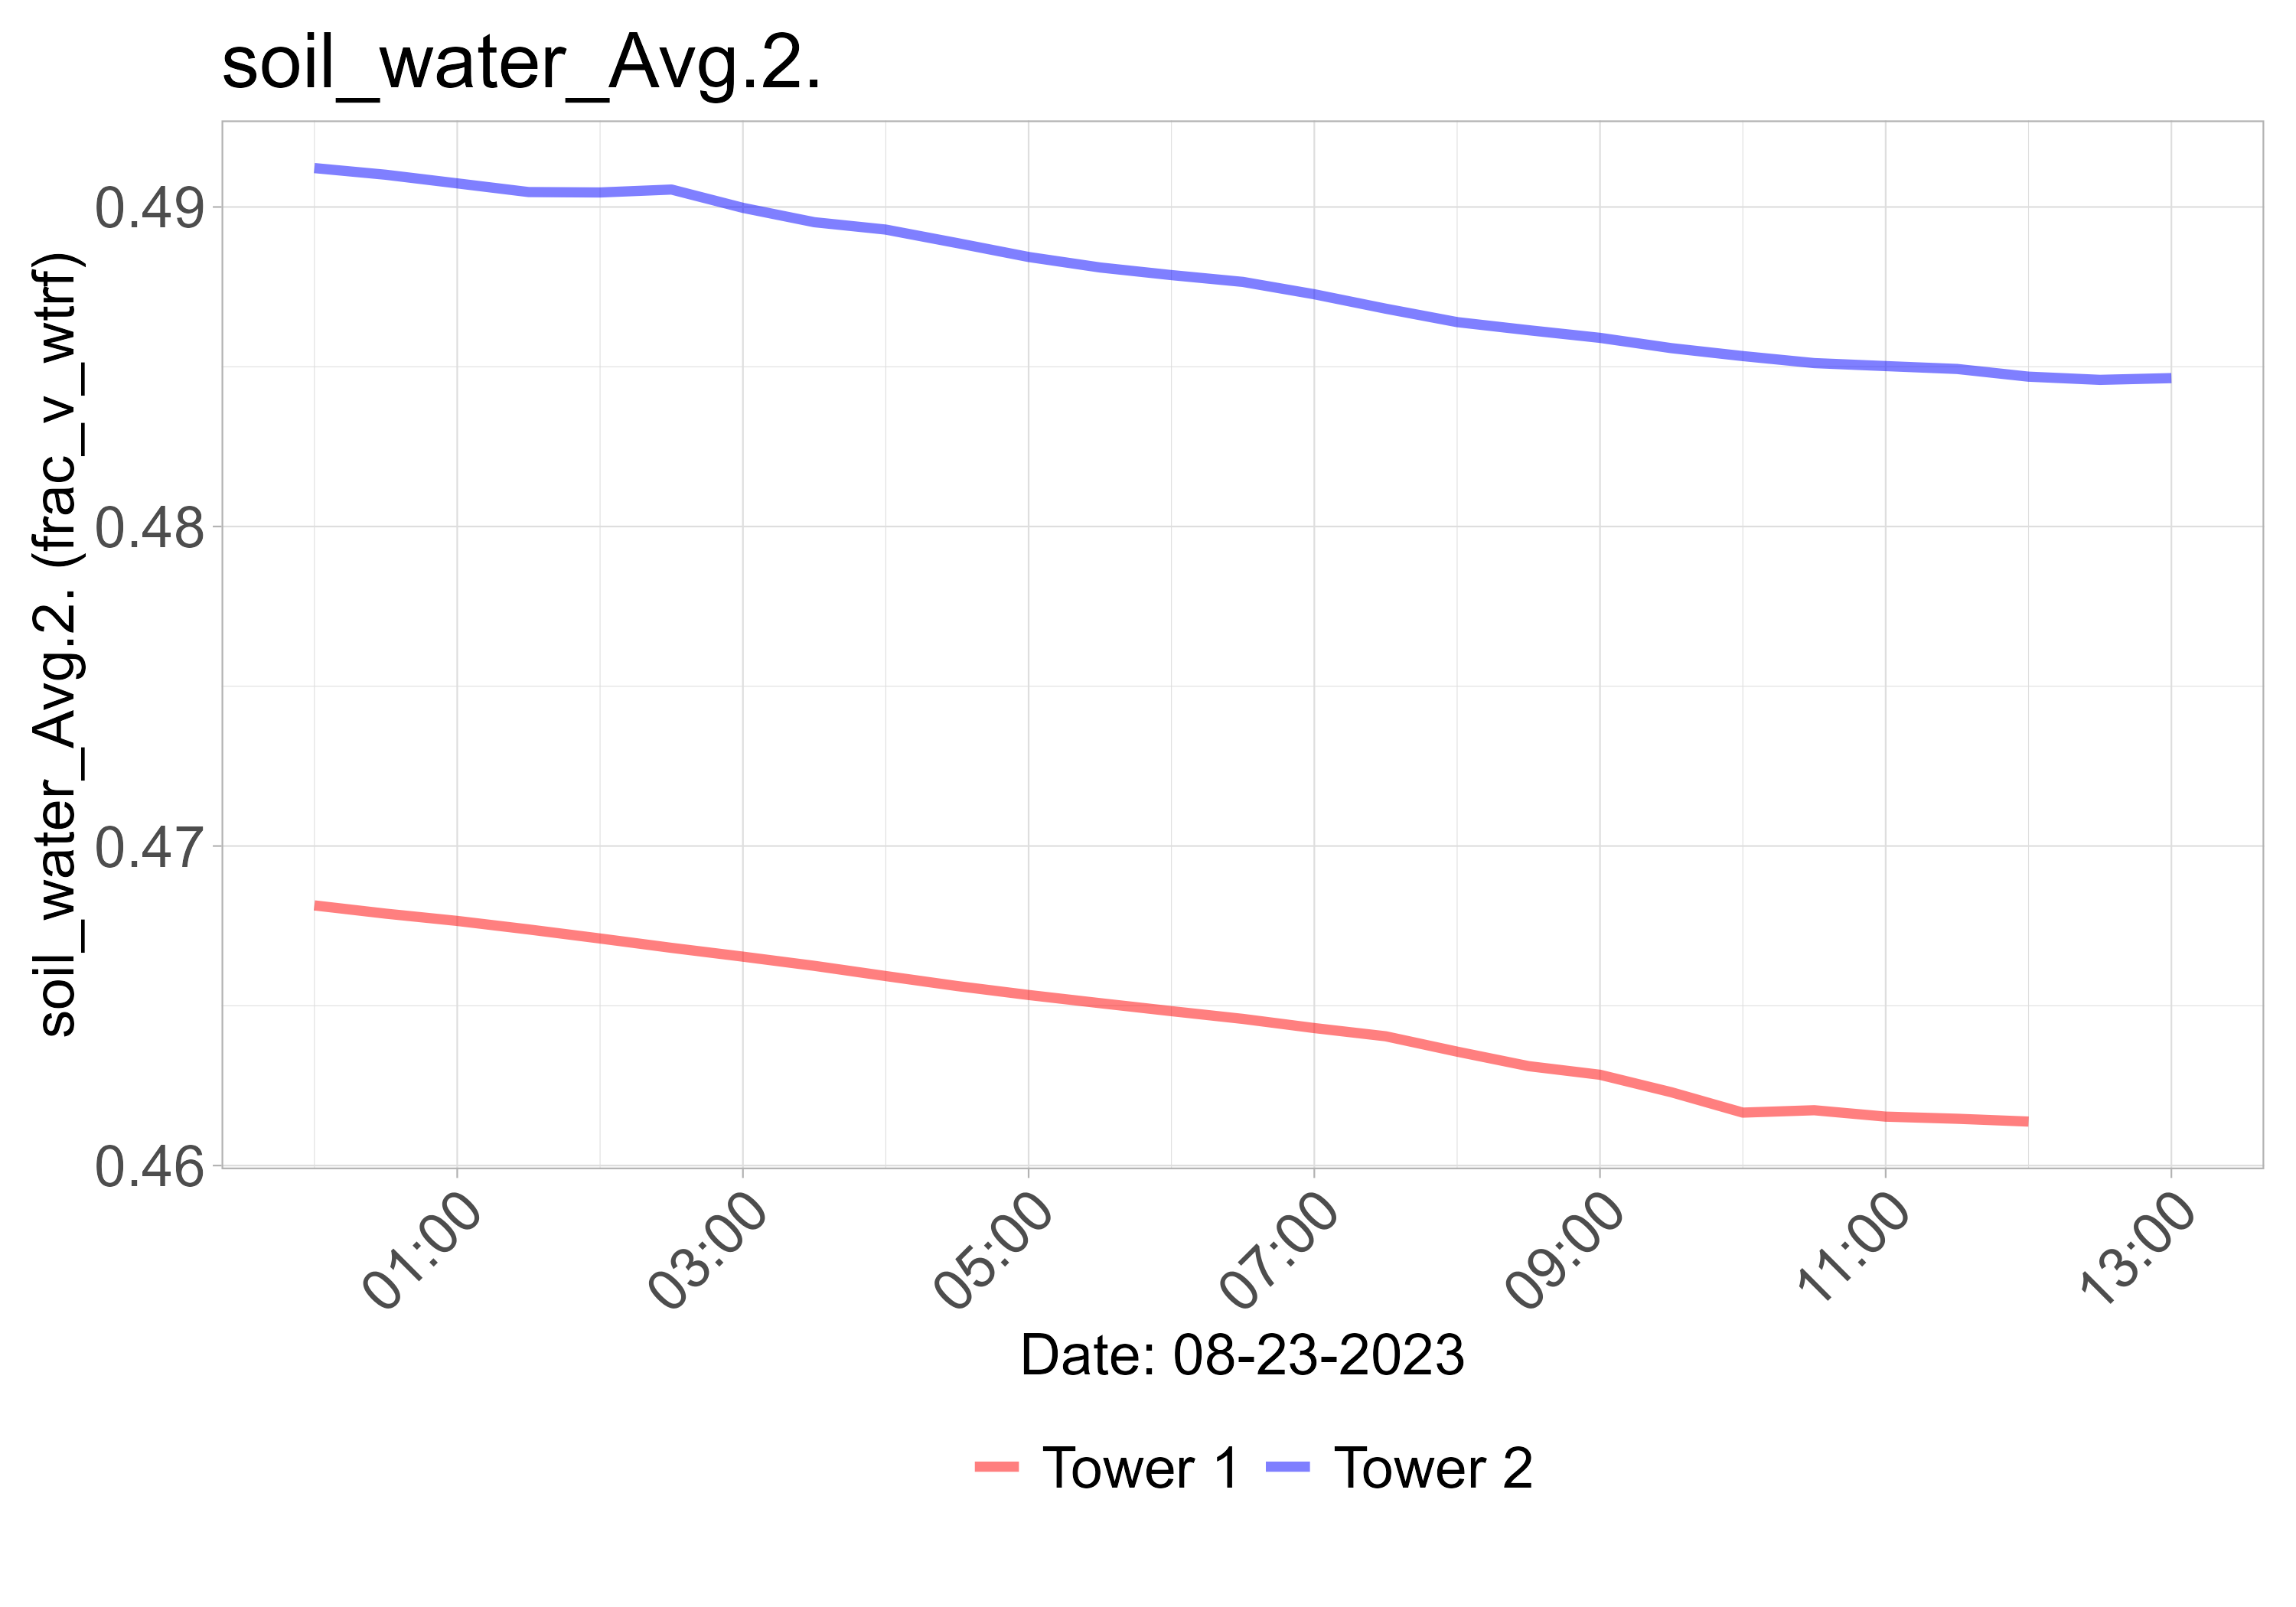 soil_water_Avg.2.
soil_water_Avg.2. (frac_v_wtrf)
0.49
0.48
0.47
0.46
01:00
03:00
05:00
07:00
09:00
11:00
13:00
Date: 08-23-2023
Tower 1
Tower 2